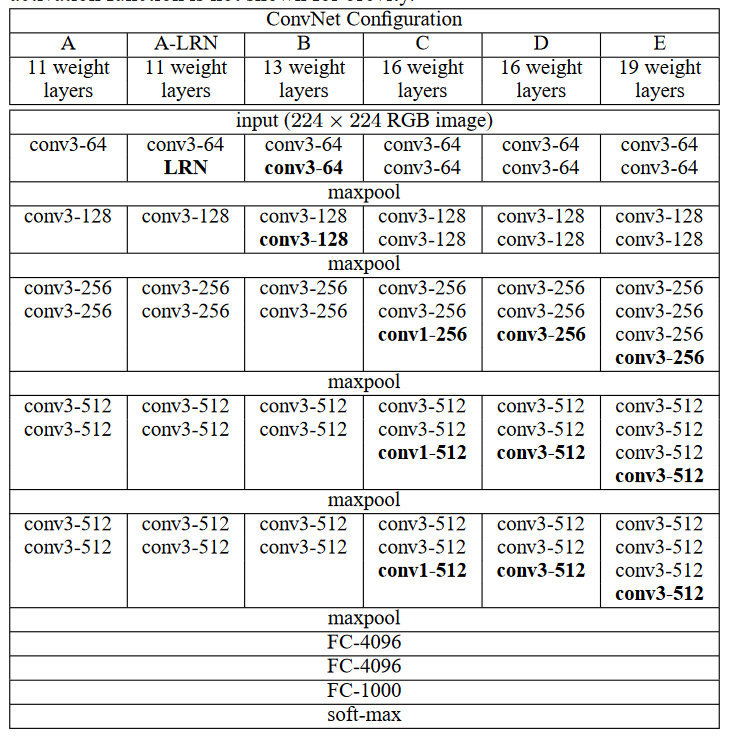 ConvNet Configuration
A A-LRN B C D E
11 weight 11 weight 13 weight 16 weight 16 weight 19 weight
layers layers layers layers layers layers
input (224 × 224 RGB image)
conv3-64 conv3-64 conv3-64 conv3-64 conv3-64 conv3-64
LRN conv3-64 conv3-64 conv3-64 conv3-64
maxpool
conv3-128 conv3-128 conv3-128 conv3-128 conv3-128 conv3-128
conv3-128 conv3-128 conv3-128 conv3-128
maxpool
conv3-256 conv3-256 conv3-256 conv3-256 conv3-256 conv3-256
conv3-256 conv3-256 conv3-256 conv3-256 conv3-256 conv3-256
conv1-256 conv3-256 conv3-256
conv3-256
maxpool
conv3-512 conv3-512 conv3-512 conv3-512 conv3-512 conv3-512
conv3-512 conv3-512 conv3-512 conv3-512 conv3-512 conv3-512
conv1-512 conv3-512 conv3-512
conv3-512
maxpool
conv3-512 conv3-512 conv3-512 conv3-512 conv3-512 conv3-512
conv3-512 conv3-512 conv3-512 conv3-512 conv3-512 conv3-512
conv1-512 conv3-512 conv3-512
conv3-512
maxpool
FC-4096
FC-4096
FC-1000
soft-max